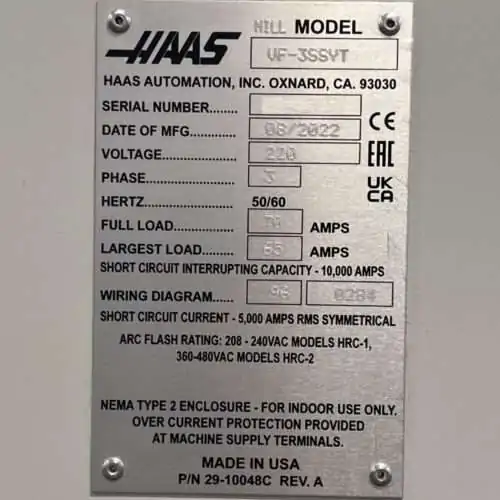 HAAS
MILL MODEL
VF-3SSYT
HAAS AUTOMATION, INC. OXNARD, CA. 93030
SERIAL NUMBER
DATE OF MFG 08/2022
CE
VOLTAGE 220
EAC
PHASE 3
UK CA
HERTZ 50/60
FULL LOAD 70 AMPS
LARGEST LOAD 65 AMPS
SHORT CIRCUIT INTERRUPTING CAPACITY - 10,000 AMPS
WIRING DIAGRAM 96 0284
SHORT CIRCUIT CURRENT - 5,000 AMPS RMS SYMMETRICAL
ARC FLASH RATING: 208 - 240VAC MODELS HRC-1,
360-480VAC MODELS HRC-2
NEMA TYPE 2 ENCLOSURE - FOR INDOOR USE ONLY.
OVER CURRENT PROTECTION PROVIDED
AT MACHINE SUPPLY TERMINALS.
MADE IN USA
P/N 29-10048C REV. A